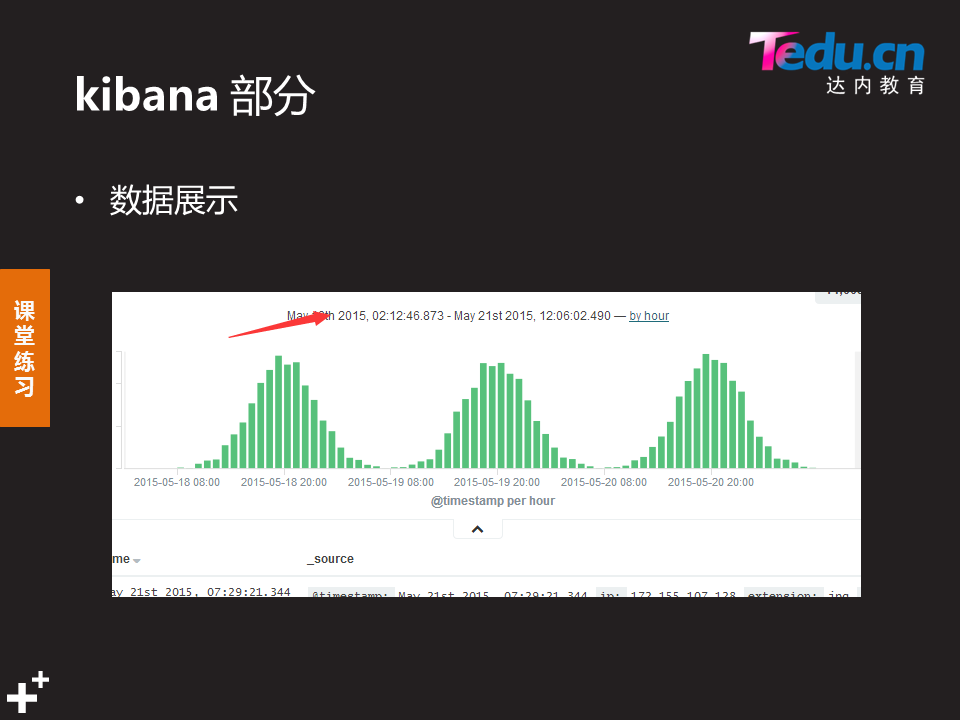 Tedu.cn
达内教育
kibana 部分
• 数据展示
课
堂
练
习
May th 2015, 02:12:46.873 - May 21st 2015, 12:06:02.490 — by hour
2015-05-18 08:00 2015-05-18 20:00 2015-05-19 08:00 2015-05-19 20:00 2015-05-20 08:00 2015-05-20 20:00
@timestamp per hour
me _source
ay 21st 2015, 07:29:21.344 @timestamp: May 21st 2015, 07:29:21.344 ip: 172.155.107.128 extension: jpg